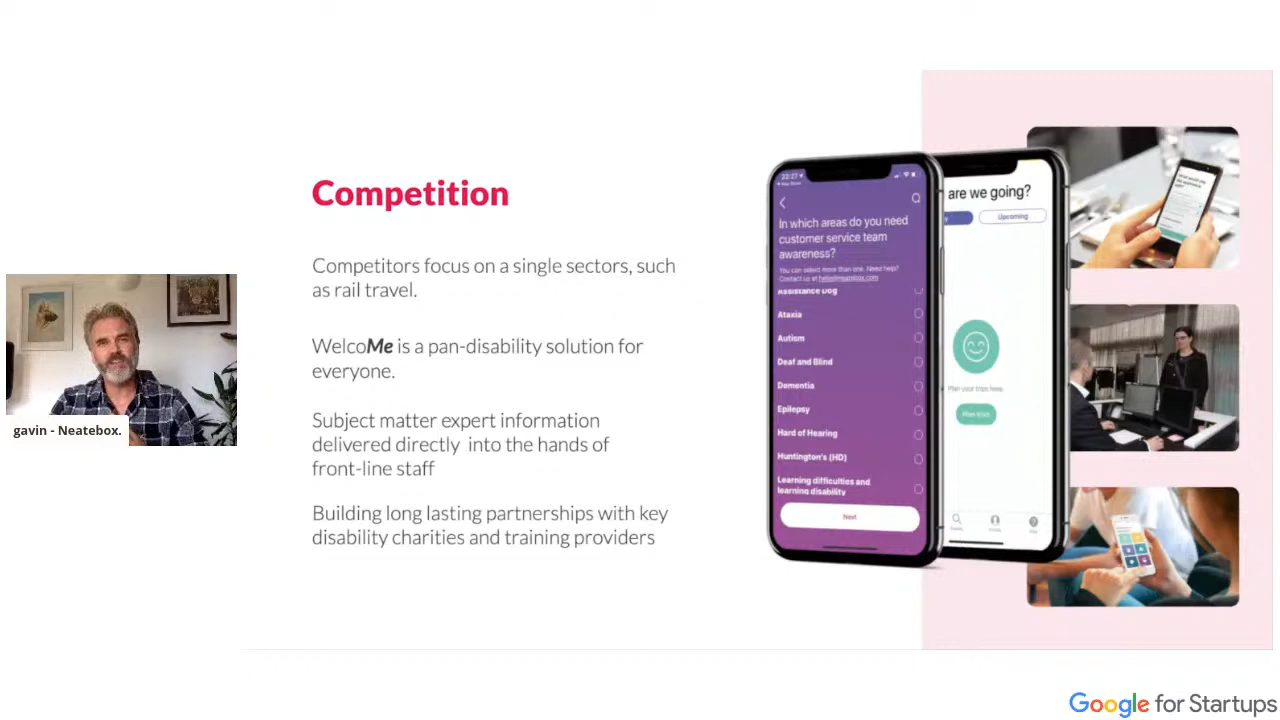 Competition
Competitors focus on a single sectors, such
as rail travel.
WelcoMe is a pan-disability solution for
everyone.
Subject matter expert information
delivered directly into the hands of
front-line staff
Building long lasting partnerships with key
disability charities and training providers
gavin - Neatebox.
22:27
App Store
In which areas do you need
customer service team
awareness?
You can select more than one. Need help?
Contact us at hello@neatebox.com
Assistance Dog
Ataxia
Autism
Deaf and Blind
Dementia
Epilepsy
Hard of Hearing
Huntington's (HD)
Learning difficulties and
learning disability
Next
are we going?
Upcoming
Plan your trips here.
Plan visit
Google for Startups